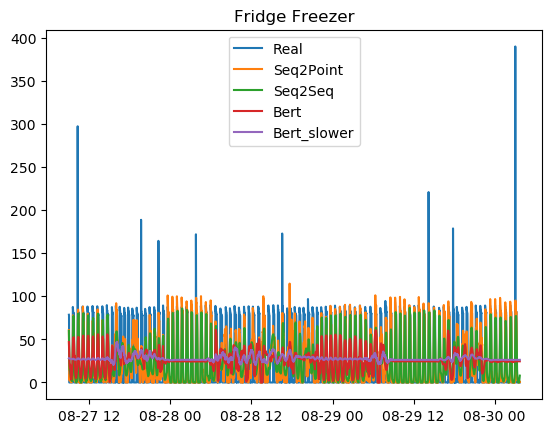 Fridge Freezer
Real
Seq2Point
Seq2Seq
Bert
Bert_slower
400
350
300
250
200
150
100
50
0
08-27 12 08-28 00 08-28 12 08-29 00 08-29 12 08-30 00